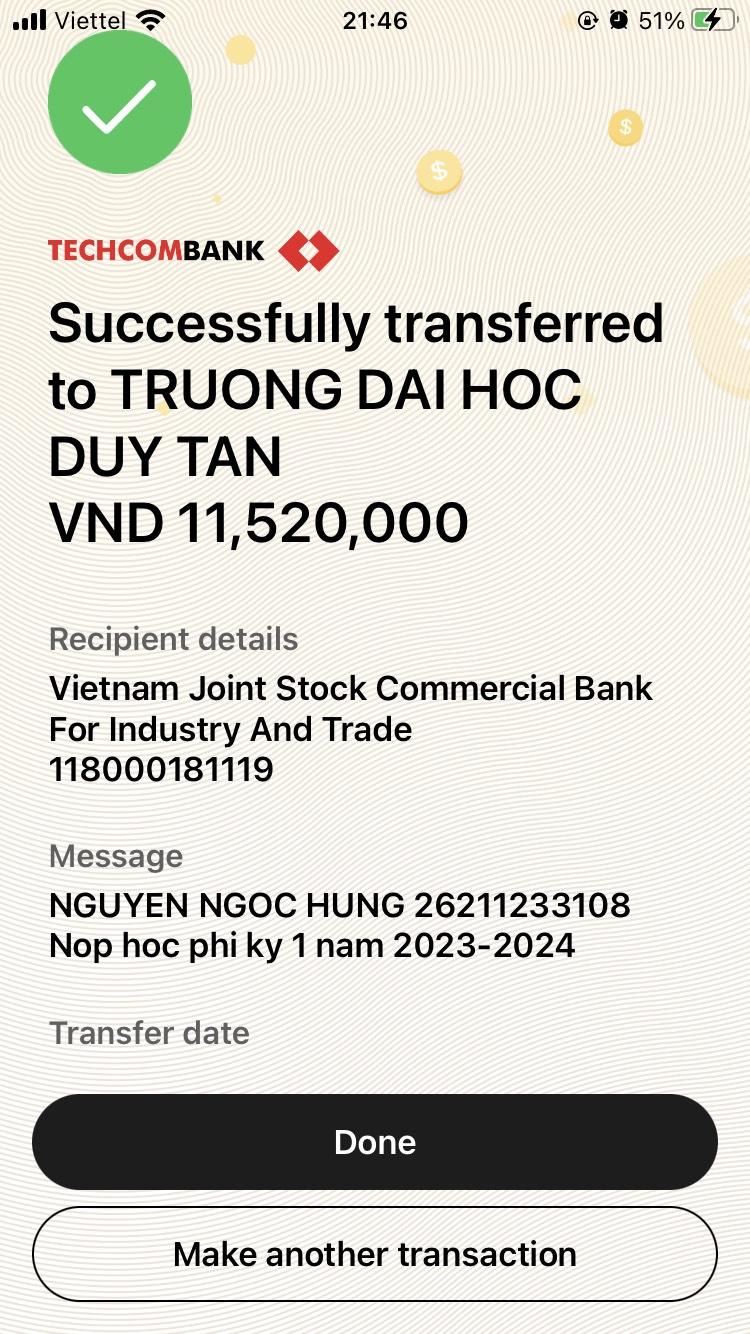 Viettel 21:46 51%
TECHCOMBANK
Successfully transferred
to TRUONG DAI HOC
DUY TAN
VND 11,520,000
Recipient details
Vietnam Joint Stock Commercial Bank
For Industry And Trade
118000181119
Message
NGUYEN NGOC HUNG 26211233108
Nop hoc phi ky 1 nam 2023-2024
Transfer date
Done
Make another transaction